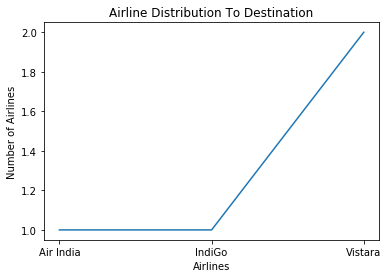 Airline Distribution To Destination
2.0
1.8
1.6
1.4
1.2
1.0
Number of Airlines
Air India IndiGo Vistara
Airlines